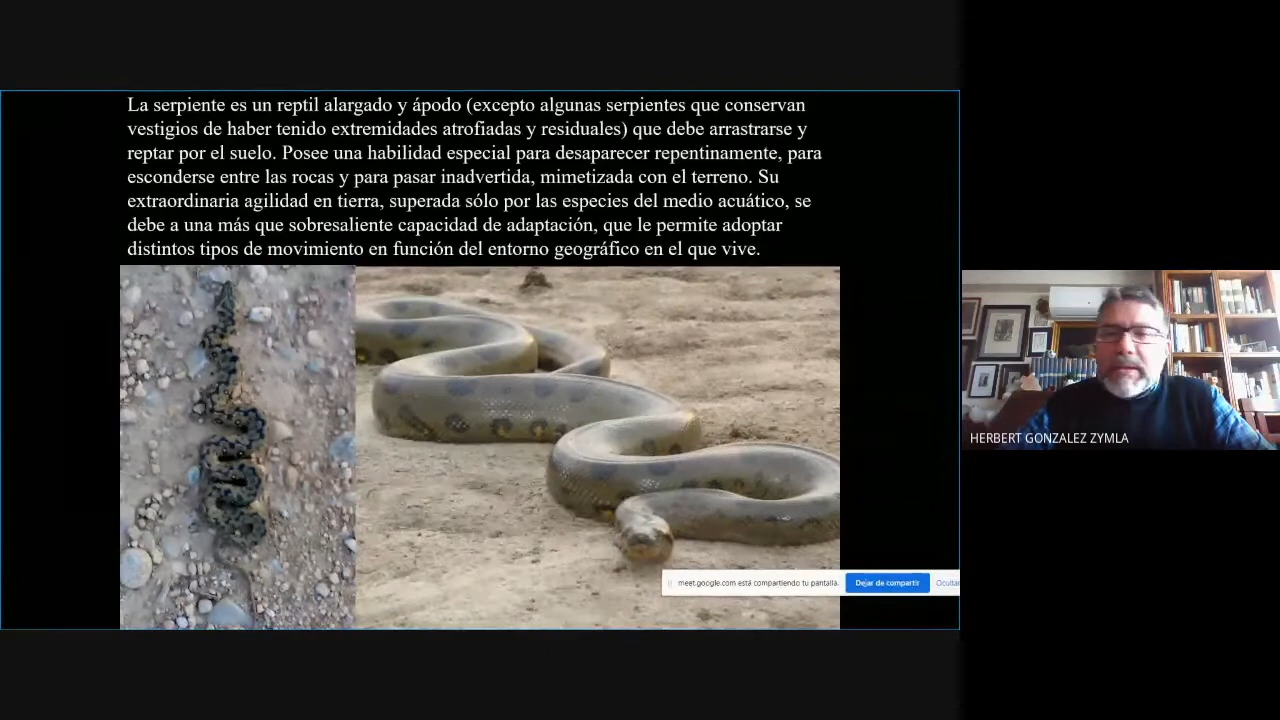 La serpiente es un reptil alargado y ápodo (excepto algunas serpientes que conservan
vestigios de haber tenido extremidades atrofiadas y residuales) que debe arrastrarse y
reptar por el suelo. Posee una habilidad especial para desaparecer repentinamente, para
esconderse entre las rocas y para pasar inadvertida, mimetizada con el terreno. Su
extraordinaria agilidad en tierra, superada sólo por las especies del medio acuático, se
debe a una más que sobresaliente capacidad de adaptación, que le permite adoptar
distintos tipos de movimiento en función del entorno geográfico en el que vive.
HERBERT GONZALEZ ZYMLA
meet.google.com está compartiendo tu pantalla. Dejar de compartir Ocultar